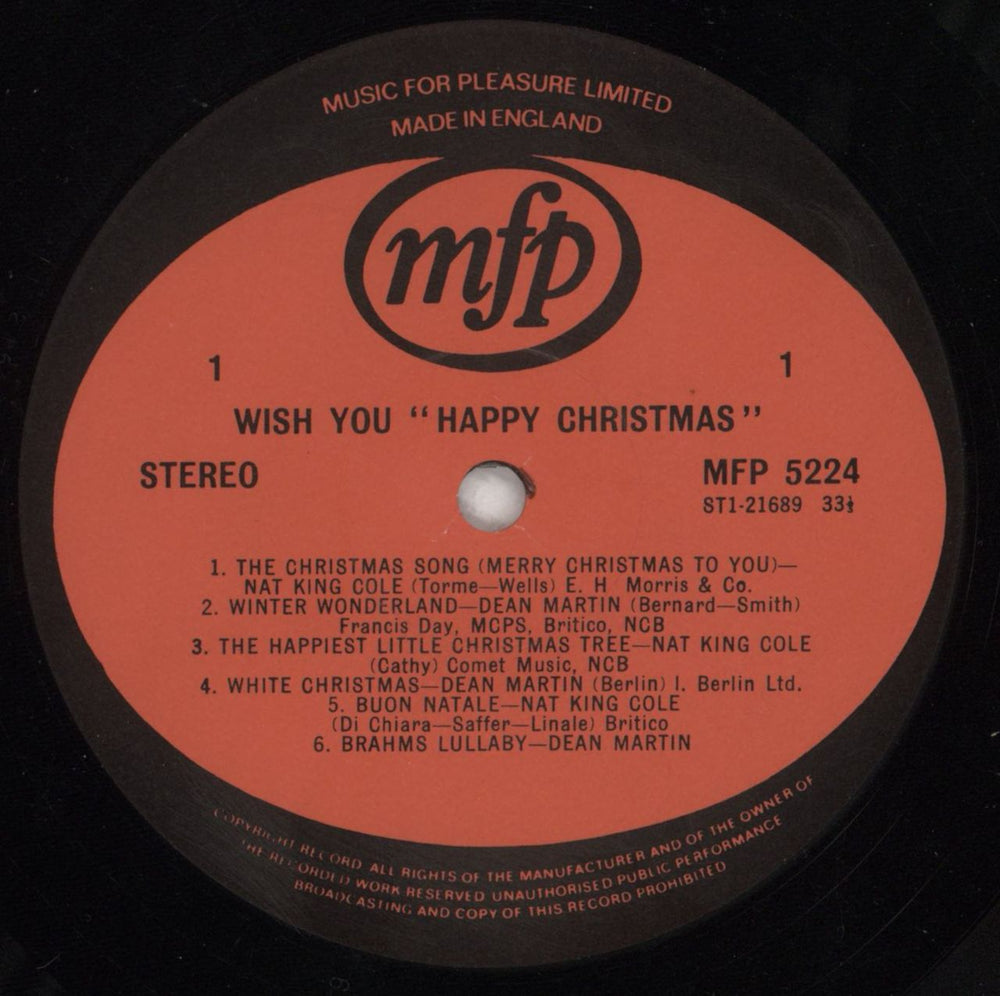 MUSIC FOR PLEASURE LIMITED
MADE IN ENGLAND
mfp
1 1
WISH YOU “HAPPY CHRISTMAS”
STEREO MFP 5224
ST1-21689 33⅓
1. THE CHRISTMAS SONG (MERRY CHRISTMAS TO YOU)—
NAT KING COLE (Torme—Wells) E. H Morris & Co.
2. WINTER WONDERLAND—DEAN MARTIN (Bernard—Smith)
Francis Day, MCPS, Britico, NCB
3. THE HAPPIEST LITTLE CHRISTMAS TREE—NAT KING COLE
(Cathy) Comet Music, NCB
4. WHITE CHRISTMAS—DEAN MARTIN (Berlin) I. Berlin Ltd.
5. BUON NATALE—NAT KING COLE
(Di Chiara—Saffer—Linale) Britico
6. BRAHMS LULLABY—DEAN MARTIN
COPYRIGHT RECORD ALL RIGHTS OF THE MANUFACTURER AND OF THE OWNER OF
THE RECORDED WORK RESERVED UNAUTHORISED PUBLIC PERFORMANCE
BROADCASTING AND COPY OF THIS RECORD PROHIBITED